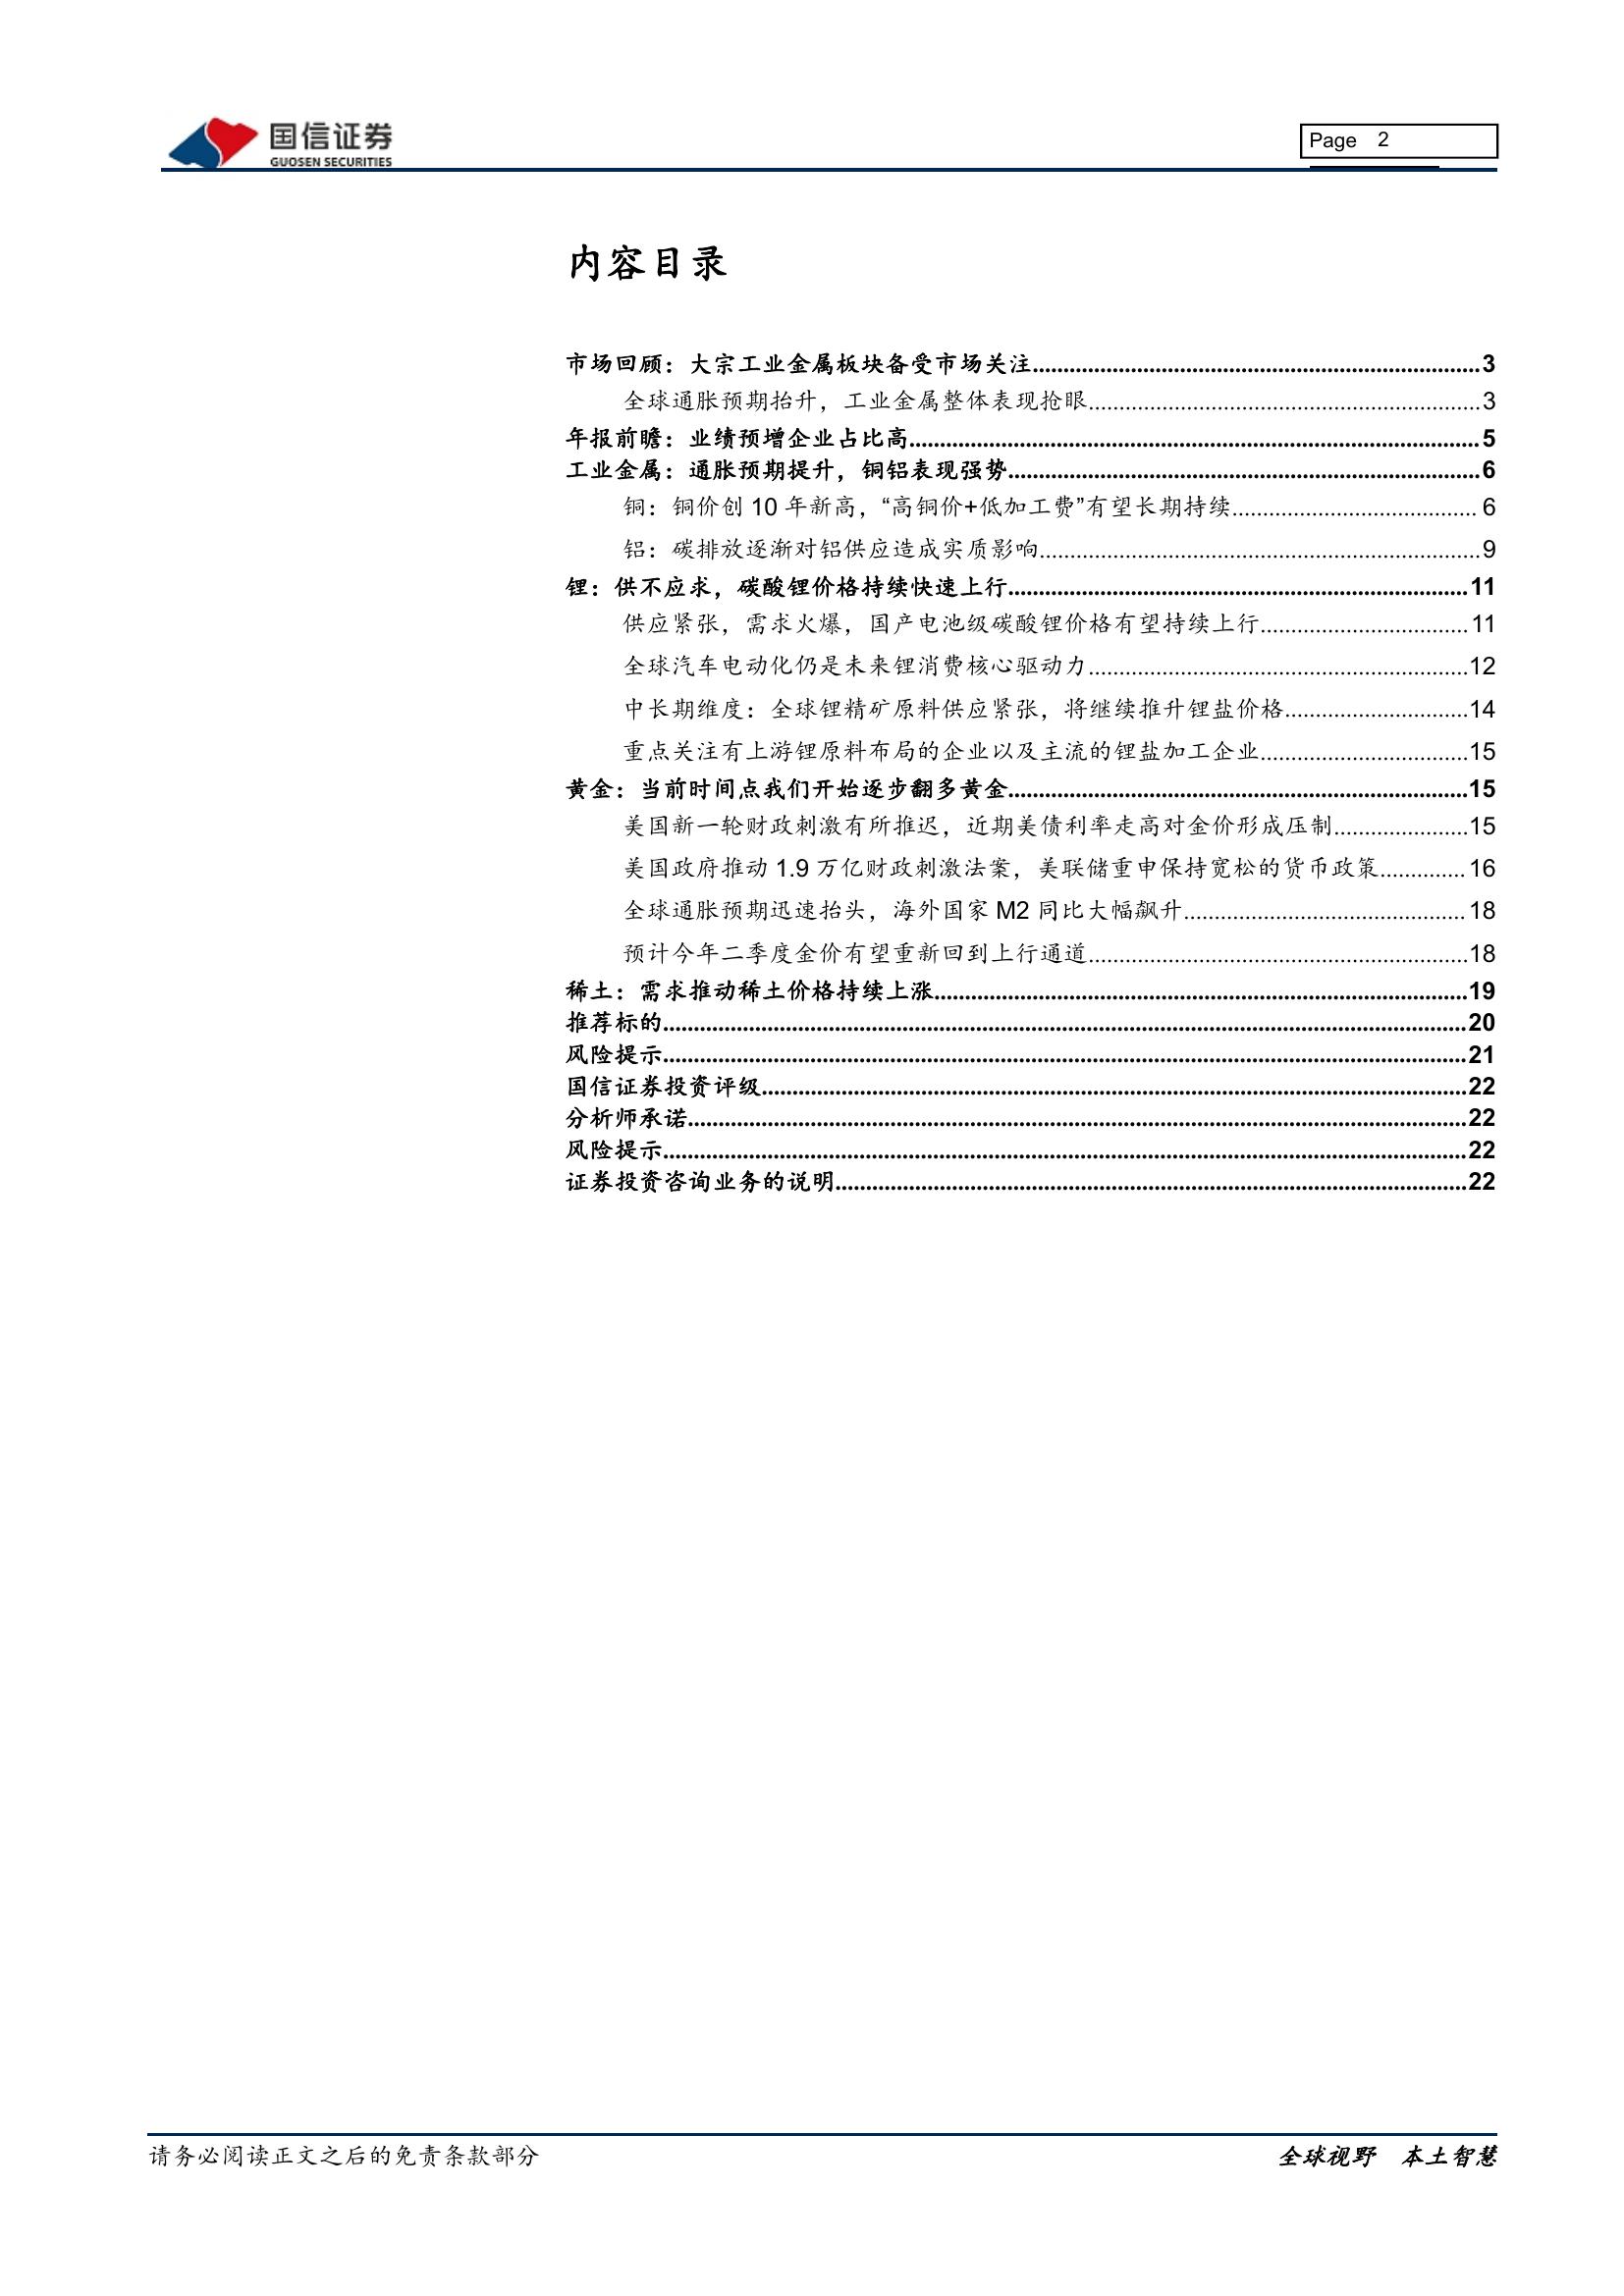 国信证券
GUOSEN SECURITIES
Page 2
内容目录
市场回顾：大宗工业金属板块备受市场关注............3
全球通胀预期抬升，工业金属整体表现抢眼............3
年报前瞻：业绩预增企业占比高............5
工业金属：通胀预期提升，铜铝表现强势............6
铜：铜价创 10 年新高，“高铜价+低加工费”有望长期持续............6
铝：碳排放逐渐对铝供应造成实质影响............9
锂：供不应求，碳酸锂价格持续快速上行............11
供应紧张，需求火爆，国产电池级碳酸锂价格有望持续上行............11
全球汽车电动化仍是未来锂消费核心驱动力............12
中长期维度：全球锂精矿原料供应紧张，将继续推升锂盐价格............14
重点关注有上游锂原料布局的企业以及主流的锂盐加工企业............15
黄金：当前时间点我们开始逐步翻多黄金............15
美国新一轮财政刺激有所推迟，近期美债利率走高对金价形成压制............15
美国政府推动 1.9 万亿财政刺激法案，美联储重申保持宽松的货币政策............16
全球通胀预期迅速抬头，海外国家 M2 同比大幅飙升............18
预计今年二季度金价有望重新回到上行通道............18
稀土：需求推动稀土价格持续上涨............19
推荐标的............20
风险提示............21
国信证券投资评级............22
分析师承诺............22
风险提示............22
证券投资咨询业务的说明............22
请务必阅读正文之后的免责条款部分
全球视野 本土智慧